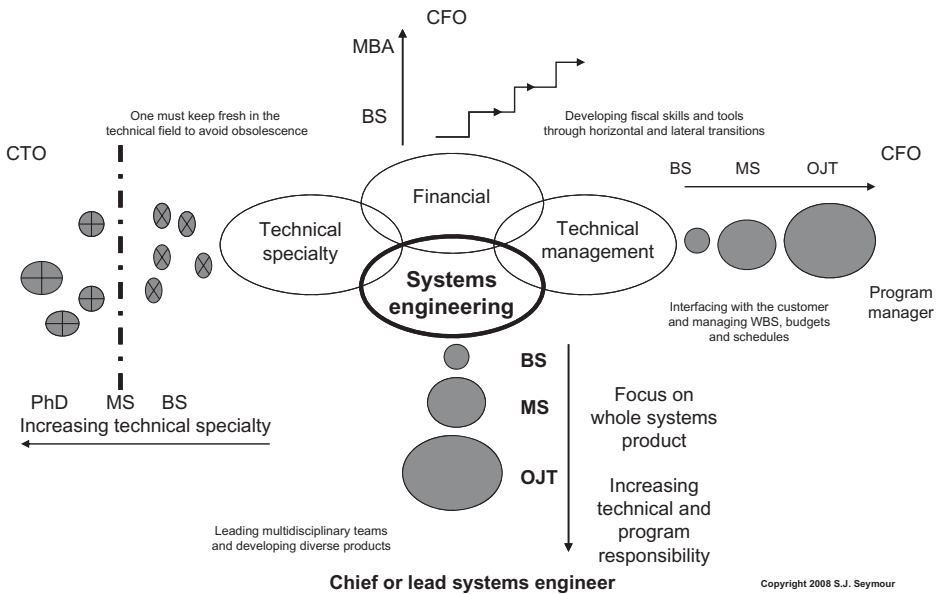 CFO
MBA
BS
One must keep fresh in the
technical field to avoid obsolescence
Developing fiscal skills and tools
through horizontal and lateral transitions
CTO
CFO
BS
MS
OJT
Financial
Technical
specialty
Technical
management
Systems
engineering
Program
manager
Interfacing with the customer
and managing WBS, budgets
and schedules
BS
MS
OJT
Focus on
whole systems
product
Increasing
technical and
program
responsibility
PhD
MS
BS
Increasing technical specialty
Leading multidisciplinary teams
and developing diverse products
Chief or lead systems engineer
Copyright 2008 S.J. Seymour